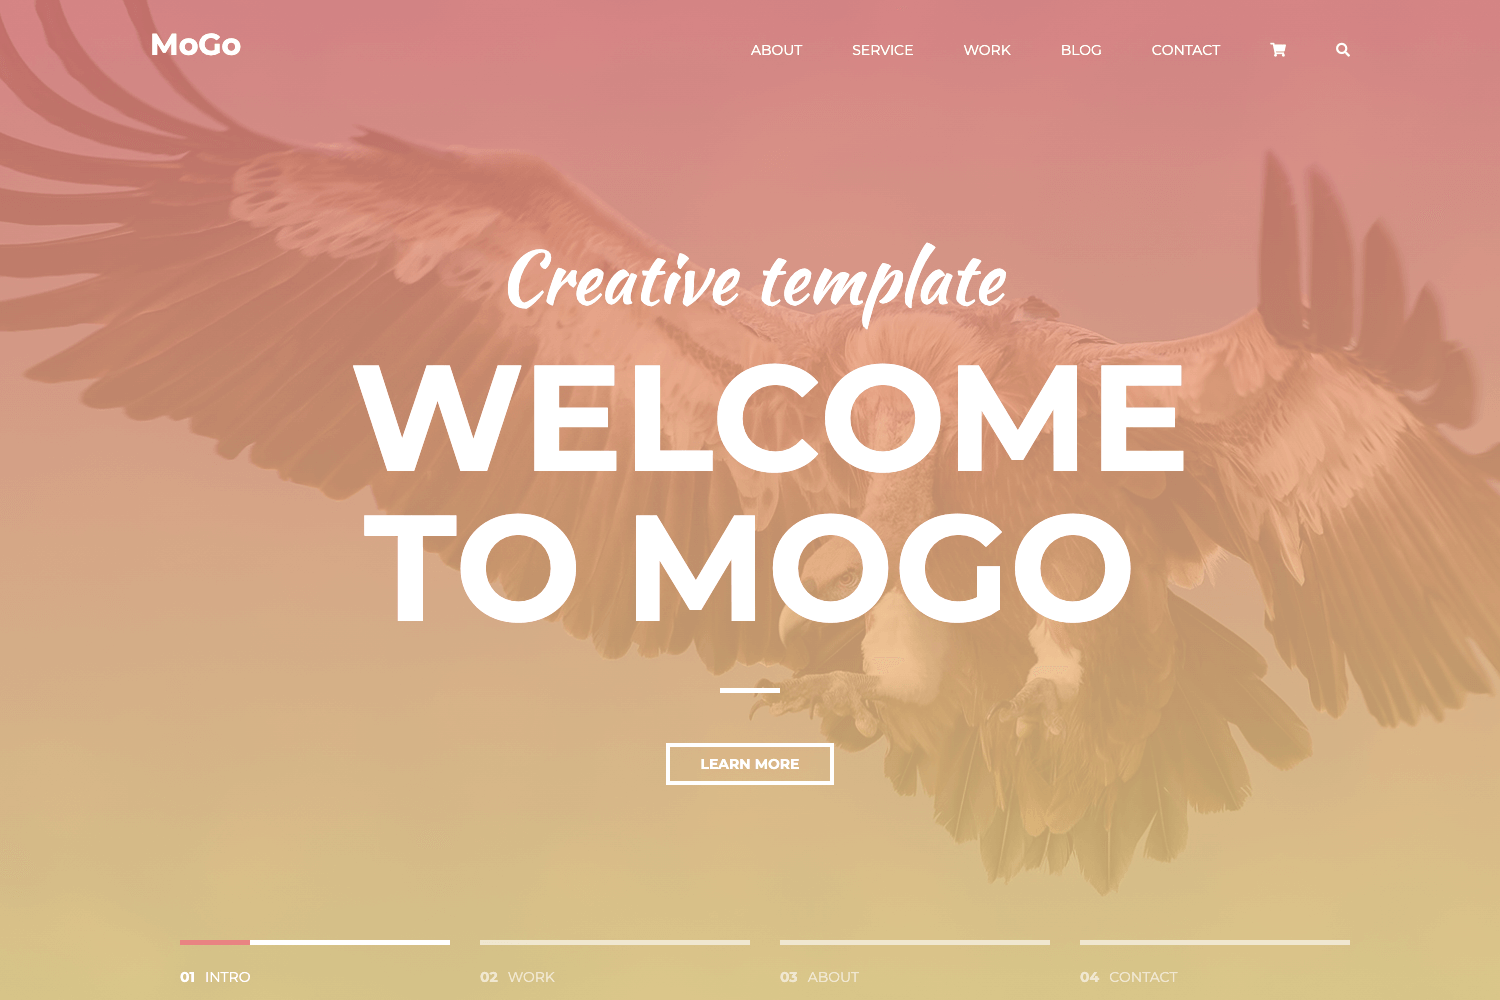 MoGo
ABOUT SERVICE WORK BLOG CONTACT
Creative template
WELCOME
TO MOGO
LEARN MORE
01 INTRO
02 WORK
03 ABOUT
04 CONTACT